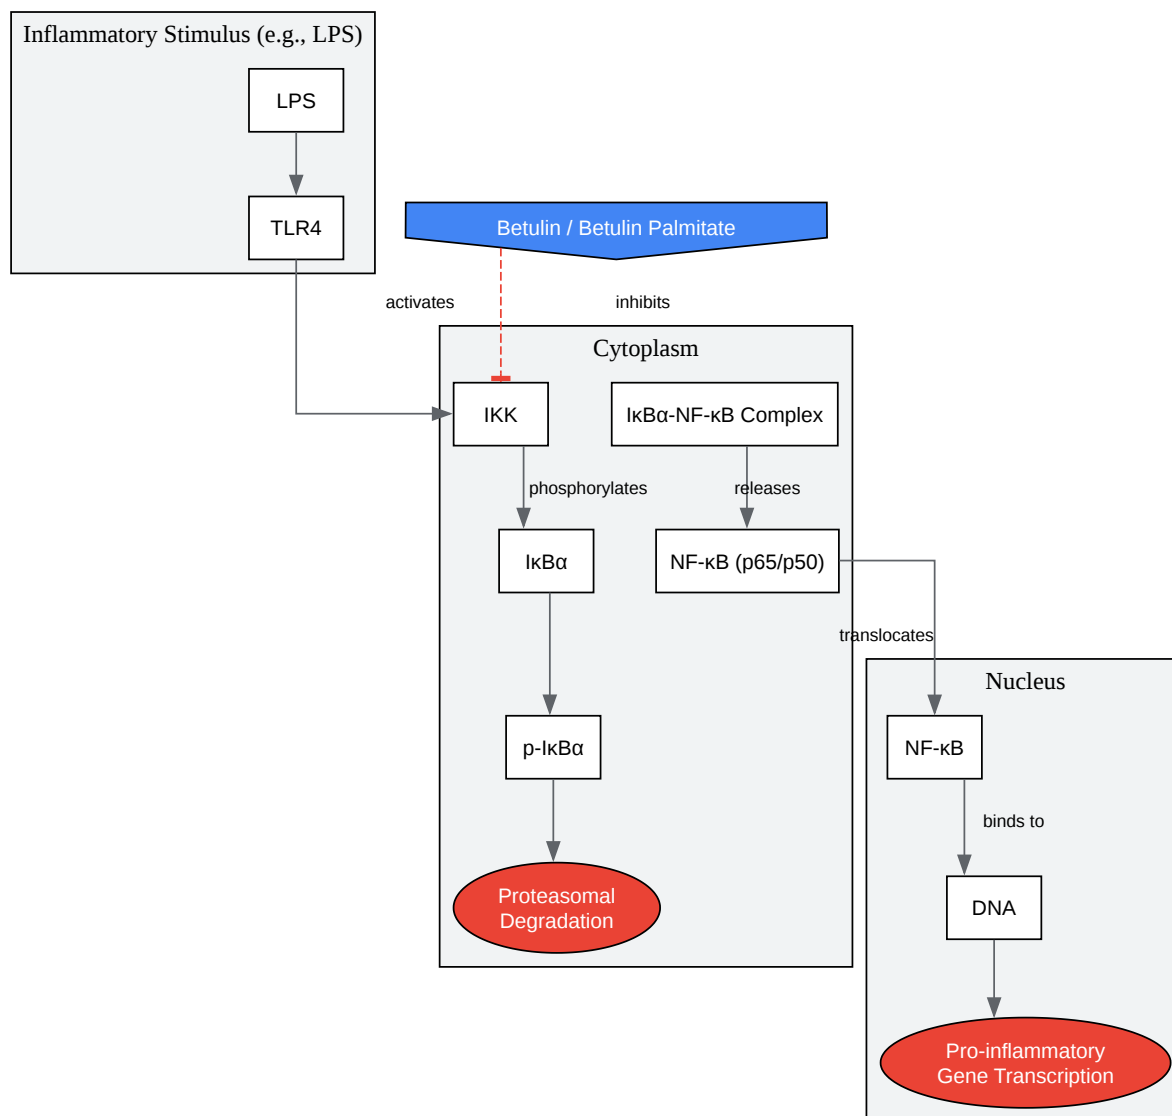 Inflammatory Stimulus (e.g., LPS)
LPS
TLR4
Betulin / Betulin Palmitate
activates
inhibits
Cytoplasm
IKK
IκBα-NF-κB Complex
phosphorylates
releases
IκBα
NF-κB (p65/p50)
translocates
Nucleus
p-IκBα
NF-κB
binds to
Proteasomal
Degradation
DNA
Pro-inflammatory
Gene Transcription